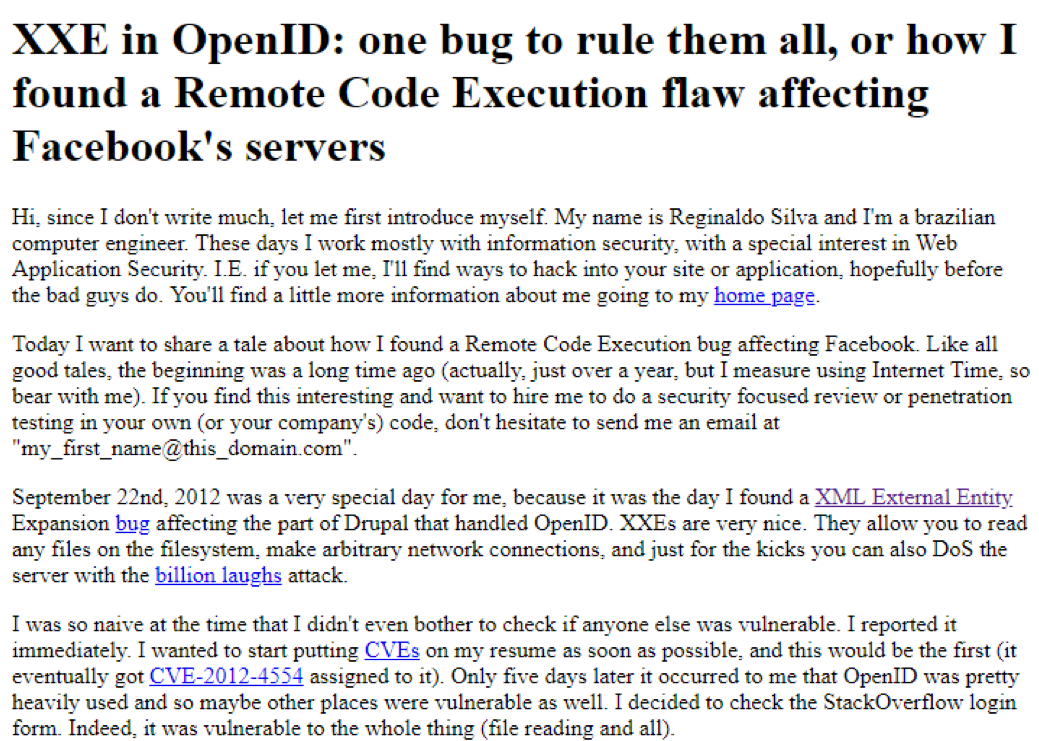 XXE in OpenID: one bug to rule them all, or how I
found a Remote Code Execution flaw affecting
Facebook's servers
Hi, since I don't write much, let me first introduce myself. My name is Reginaldo Silva and I'm a brazilian
computer engineer. These days I work mostly with information security, with a special interest in Web
Application Security. I.E. if you let me, I'll find ways to hack into your site or application, hopefully before
the bad guys do. You'll find a little more information about me going to my home page.
Today I want to share a tale about how I found a Remote Code Execution bug affecting Facebook. Like all
good tales, the beginning was a long time ago (actually, just over a year, but I measure using Internet Time, so
bear with me). If you find this interesting and want to hire me to do a security focused review or penetration
testing in your own (or your company's) code, don't hesitate to send me an email at
"my_first_name@this_domain.com".
September 22nd, 2012 was a very special day for me, because it was the day I found a XML External Entity
Expansion bug affecting the part of Drupal that handled OpenID. XXEs are very nice. They allow you to read
any files on the filesystem, make arbitrary network connections, and just for the kicks you can also DoS the
server with the billion laughs attack.
I was so naive at the time that I didn't even bother to check if anyone else was vulnerable. I reported it
immediately. I wanted to start putting CVEs on my resume as soon as possible, and this would be the first (it
eventually got CVE-2012-4554 assigned to it). Only five days later it occurred to me that OpenID was pretty
heavily used and so maybe other places were vulnerable as well. I decided to check the StackOverflow login
form. Indeed, it was vulnerable to the whole thing (file reading and all).